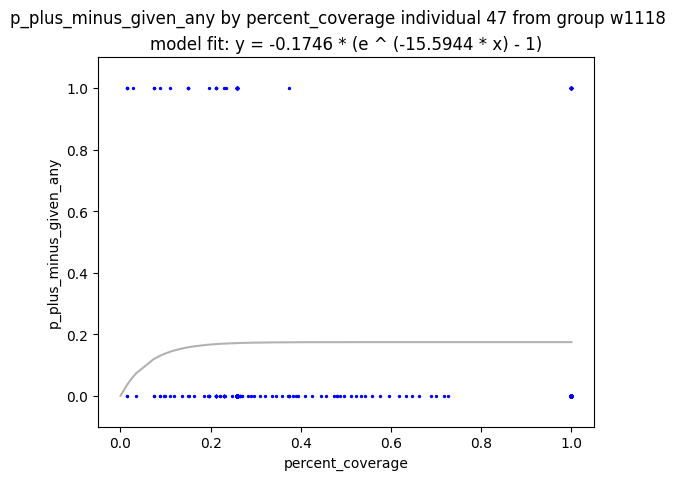 p_plus_minus_given_any by percent_coverage individual 47 from group w1118
model fit: y = -0.1746 * (e ^ (-15.5944 * x) - 1)
1.0
0.8
0.6
0.4
0.2
0.0
p_plus_minus_given_any
0.0 0.2 0.4 0.6 0.8 1.0
percent_coverage